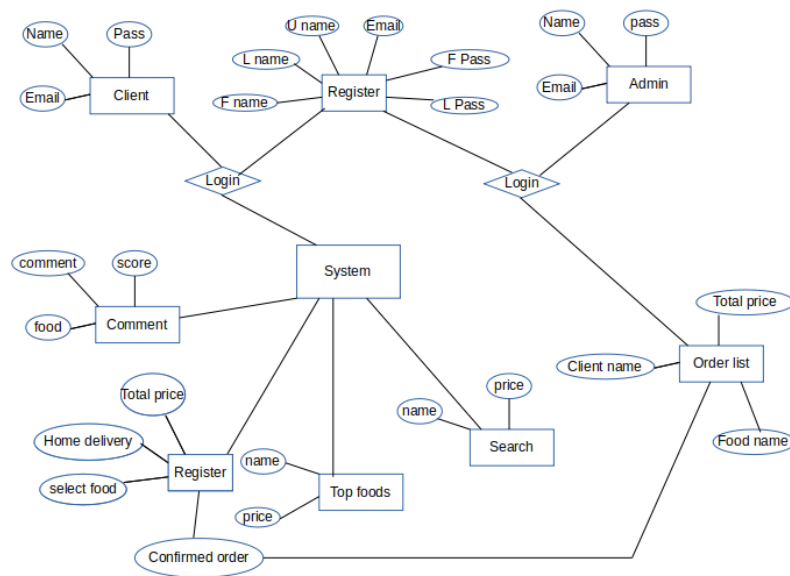 U name
Email
Name
Pass
Name
pass
L name
F Pass
Client
Register
Admin
Email
F name
L Pass
Email
Login
Login
comment
score
System
Total price
food
Comment
Client name
Order list
Total price
price
name
Home delivery
Register
name
Search
Food name
select food
Top foods
price
Confirmed order